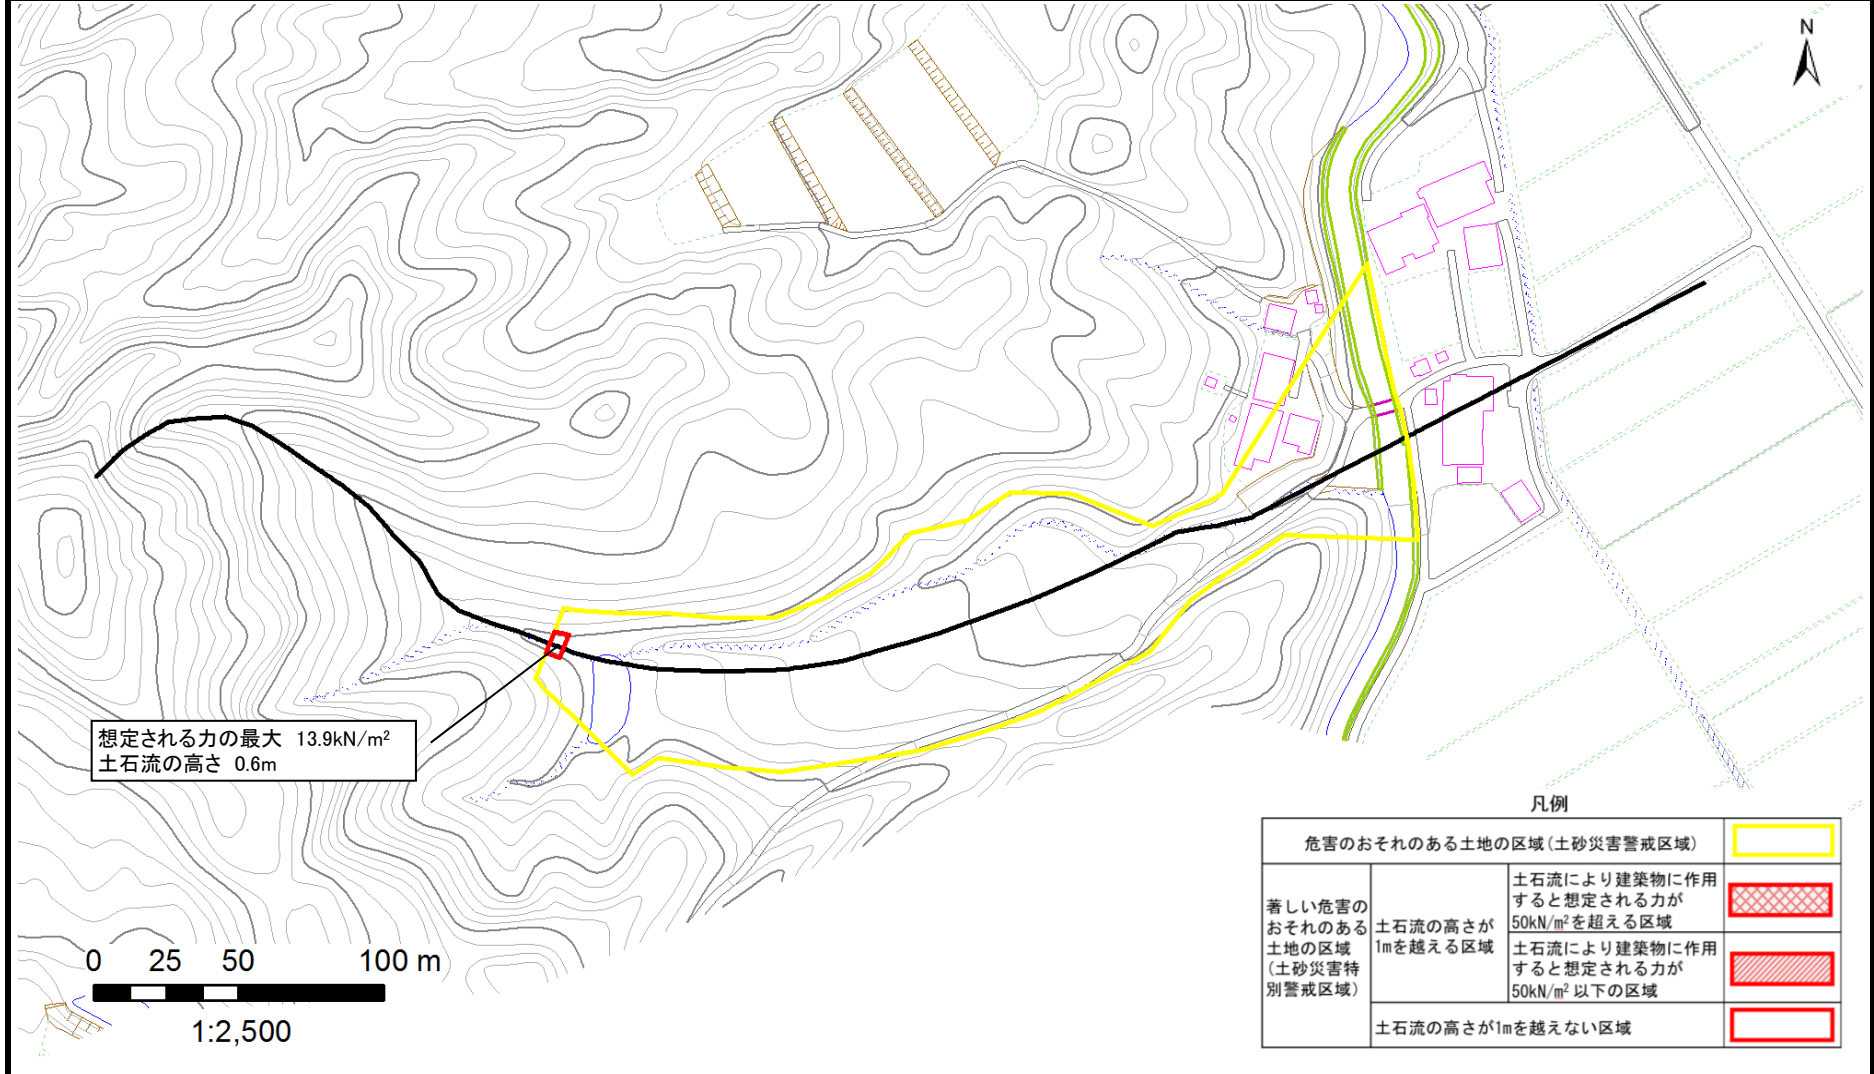 N
想定される力の最大 13.9kN/m²
土石流の高さ 0.6m
0 25 50 100 m
1:2,500
凡例
危害のおそれのある土地の区域(土砂災害警戒区域)
著しい危害の
おそれのある
土地の区域
(土砂災害特
別警戒区域)
土石流の高さが
1mを越える区域
土石流により建築物に作用
すると想定される力が
50kN/m²を超える区域
土石流により建築物に作用
すると想定される力が
50kN/m²以下の区域
土石流の高さが1mを越えない区域